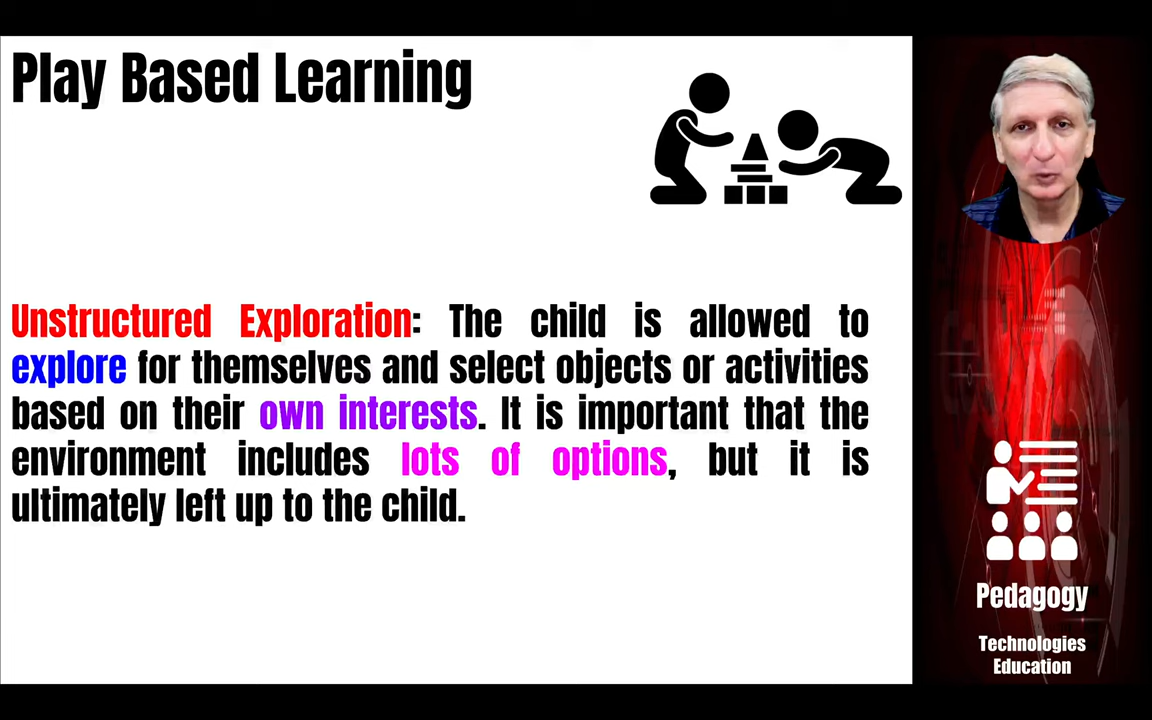 Play Based Learning
Unstructured Exploration: The child is allowed to
explore for themselves and select objects or activities
based on their own interests. It is important that the
environment includes lots of options, but it is
ultimately left up to the child.
Pedagogy
Technologies
Education